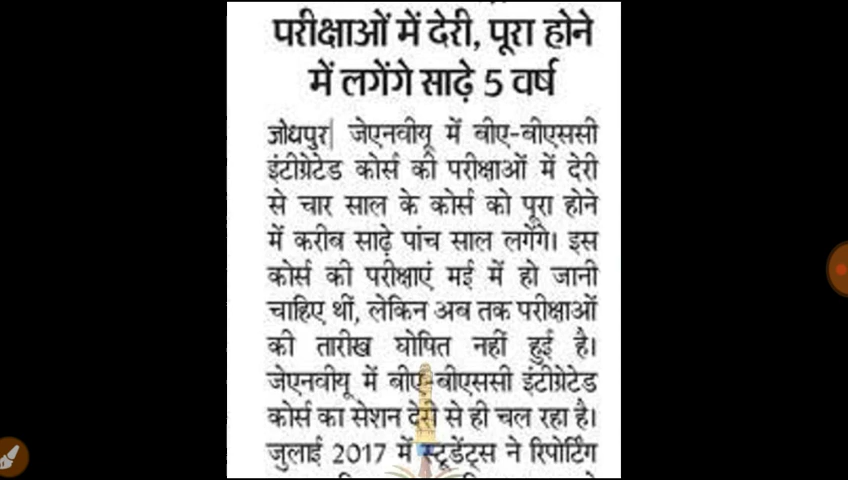 परीक्षाओं में देरी, पूरा होने
में लगेंगे साढ़े 5 वर्ष
जोधपुर| जेएनवीयू में बीए-बीएससी
इंटीग्रेटेड कोर्स की परीक्षाओं में देरी
से चार साल के कोर्स को पूरा होने
में करीब साढ़े पांच साल लगेंगे। इस
कोर्स की परीक्षाएं मई में हो जानी
चाहिए थीं, लेकिन अब तक परीक्षाओं
की तारीख घोषित नहीं हुई है।
जेएनवीयू में बीए-बीएससी इंटीग्रेटेड
कोर्स का सेशन देरी से ही चल रहा है।
जुलाई 2017 में स्टूडेंट्स ने रिपोर्टिंग